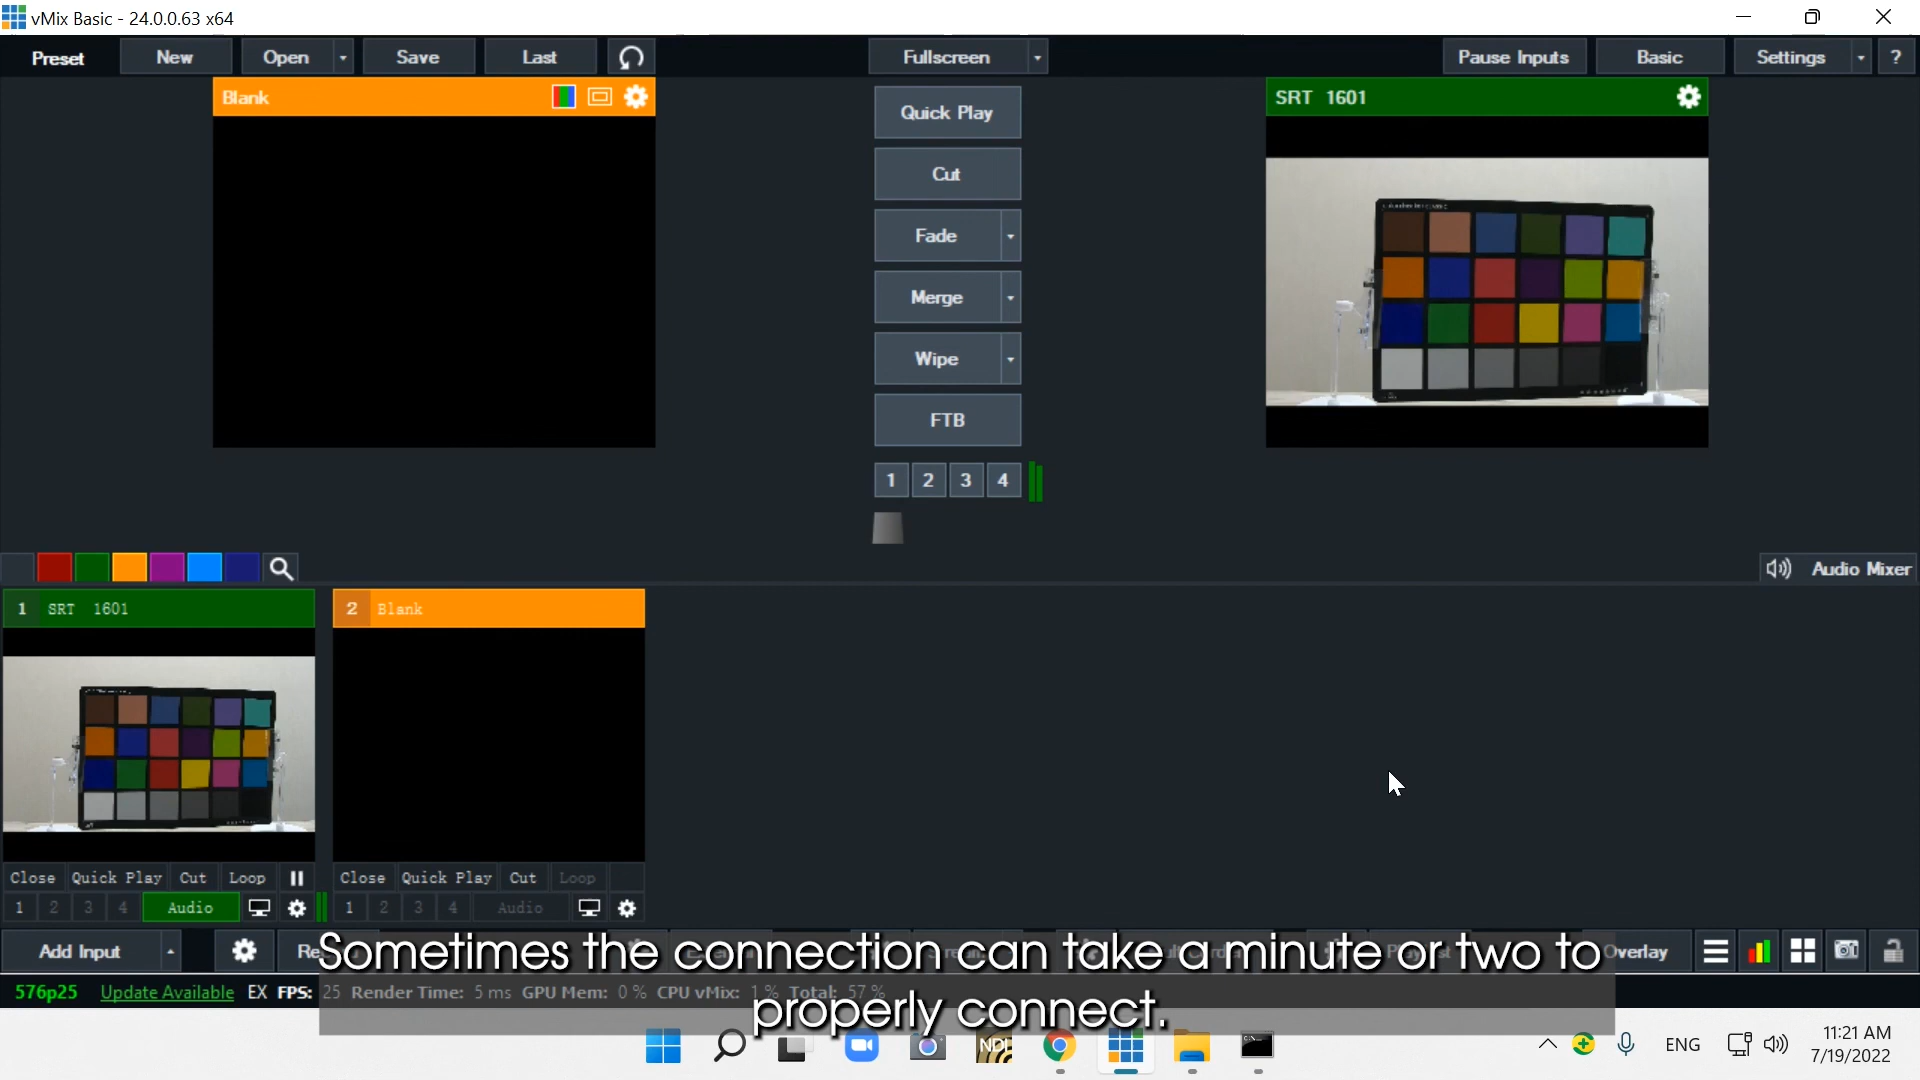 vMix Basic - 24.0.0.63 x64
Preset New Open Save Last Fullscreen Pause Inputs Basic Settings ?
Blank
SRT 1601
Quick Play
Cut
Fade
Merge
Wipe
FTB
1 2 3 4
Audio Mixer
1 SRT 1601
2 Blank
Close Quick Play Cut Loop
Close Quick Play Cut Loop
1 2 3 4 Audio
1 2 3 4 Audio
Add Input
Overlay
Sometimes the connection can take a minute or two to
properly connect.
576p25 Update Available EX FPS: 25 Render Time: 5 ms GPU Mem: 0 % CPU vMix: 1 % Total: 57 %
NDI
ENG
11:21 AM
7/19/2022